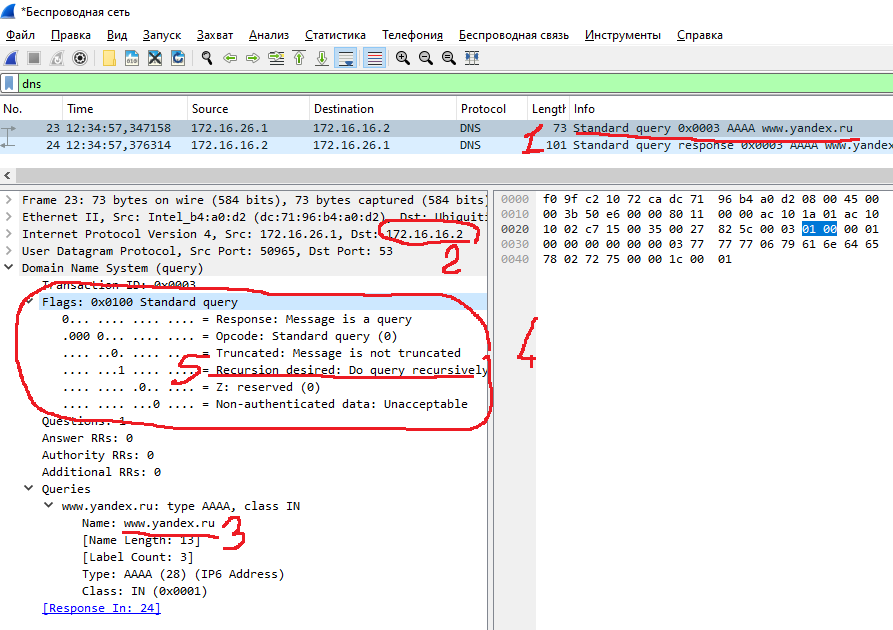 *Беспроводная сеть
Файл Правка Вид Запуск Захват Анализ Статистика Телефония Беспроводная связь Инструменты Справка
dns
No. Time Source Destination Protocol Length Info
23 12:34:57,347158 172.16.26.1 172.16.16.2 DNS 73 Standard query 0x0003 AAAA www.yandex.ru
24 12:34:57,376314 172.16.16.2 172.16.26.1 DNS 101 Standard query response 0x0003 AAAA www.yandex
1
Frame 23: 73 bytes on wire (584 bits), 73 bytes captured (584 bits)
Ethernet II, Src: Intel_b4:a0:d2 (dc:71:96:b4:a0:d2), Dst: Ubiquiti
Internet Protocol Version 4, Src: 172.16.26.1, Dst: 172.16.16.2
2
User Datagram Protocol, Src Port: 50965, Dst Port: 53
Domain Name System (query)
Transaction ID: 0x0003
Flags: 0x0100 Standard query
0... .... .... .... = Response: Message is a query
.000 0... .... .... = Opcode: Standard query (0)
.... ..0. .... .... = Truncated: Message is not truncated
.... ...1 .... .... = Recursion desired: Do query recursively
5
.... .... .0.. .... = Z: reserved (0)
.... .... ...0 .... = Non-authenticated data: Unacceptable
4
Questions: 1
Answer RRs: 0
Authority RRs: 0
Additional RRs: 0
Queries
www.yandex.ru: type AAAA, class IN
Name: www.yandex.ru
3
[Name Length: 13]
[Label Count: 3]
Type: AAAA (28) (IP6 Address)
Class: IN (0x0001)
[Response In: 24]
0000 f0 9f c2 10 72 ca dc 71 96 b4 a0 d2 08 00 45 00
0010 00 3b 50 e6 00 00 80 11 00 00 ac 10 1a 01 ac 10
0020 10 02 c7 15 00 35 00 27 82 5c 00 03 01 00 00 01
0030 00 00 00 00 00 00 03 77 77 77 06 79 61 6e 64 65
0040 78 02 72 75 00 00 1c 00 01